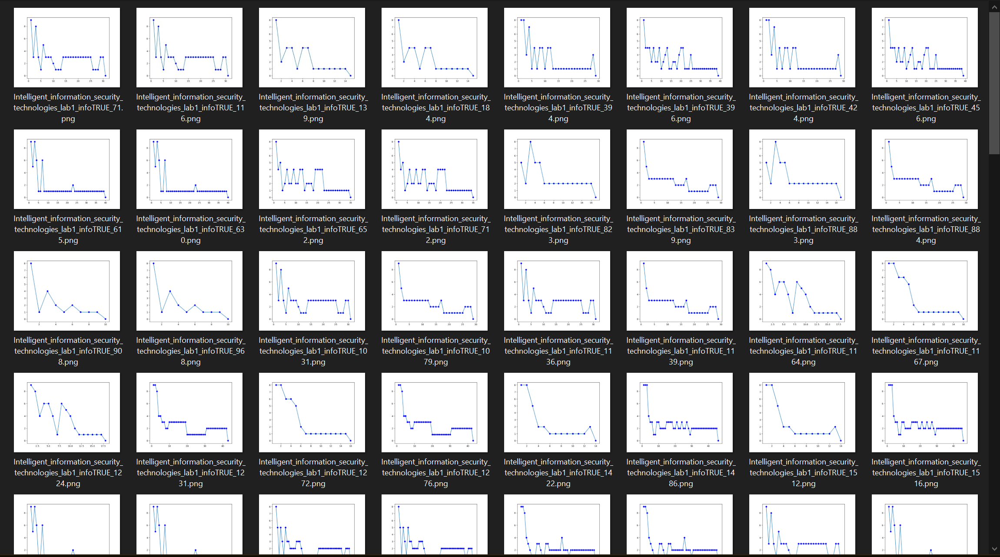 Intelligent_information_security_
technologies_lab1_infoTRUE_71.
png
Intelligent_information_security_
technologies_lab1_infoTRUE_11
6.png
Intelligent_information_security_
technologies_lab1_infoTRUE_13
9.png
Intelligent_information_security_
technologies_lab1_infoTRUE_18
4.png
Intelligent_information_security_
technologies_lab1_infoTRUE_39
4.png
Intelligent_information_security_
technologies_lab1_infoTRUE_39
6.png
Intelligent_information_security_
technologies_lab1_infoTRUE_42
4.png
Intelligent_information_security_
technologies_lab1_infoTRUE_45
6.png
Intelligent_information_security_
technologies_lab1_infoTRUE_61
5.png
Intelligent_information_security_
technologies_lab1_infoTRUE_63
0.png
Intelligent_information_security_
technologies_lab1_infoTRUE_65
2.png
Intelligent_information_security_
technologies_lab1_infoTRUE_71
2.png
Intelligent_information_security_
technologies_lab1_infoTRUE_82
3.png
Intelligent_information_security_
technologies_lab1_infoTRUE_83
9.png
Intelligent_information_security_
technologies_lab1_infoTRUE_88
3.png
Intelligent_information_security_
technologies_lab1_infoTRUE_88
4.png
Intelligent_information_security_
technologies_lab1_infoTRUE_90
8.png
Intelligent_information_security_
technologies_lab1_infoTRUE_96
8.png
Intelligent_information_security_
technologies_lab1_infoTRUE_10
31.png
Intelligent_information_security_
technologies_lab1_infoTRUE_10
79.png
Intelligent_information_security_
technologies_lab1_infoTRUE_11
36.png
Intelligent_information_security_
technologies_lab1_infoTRUE_11
39.png
Intelligent_information_security_
technologies_lab1_infoTRUE_11
64.png
Intelligent_information_security_
technologies_lab1_infoTRUE_11
67.png
Intelligent_information_security_
technologies_lab1_infoTRUE_12
24.png
Intelligent_information_security_
technologies_lab1_infoTRUE_12
31.png
Intelligent_information_security_
technologies_lab1_infoTRUE_12
72.png
Intelligent_information_security_
technologies_lab1_infoTRUE_12
76.png
Intelligent_information_security_
technologies_lab1_infoTRUE_14
22.png
Intelligent_information_security_
technologies_lab1_infoTRUE_14
86.png
Intelligent_information_security_
technologies_lab1_infoTRUE_15
12.png
Intelligent_information_security_
technologies_lab1_infoTRUE_15
16.png